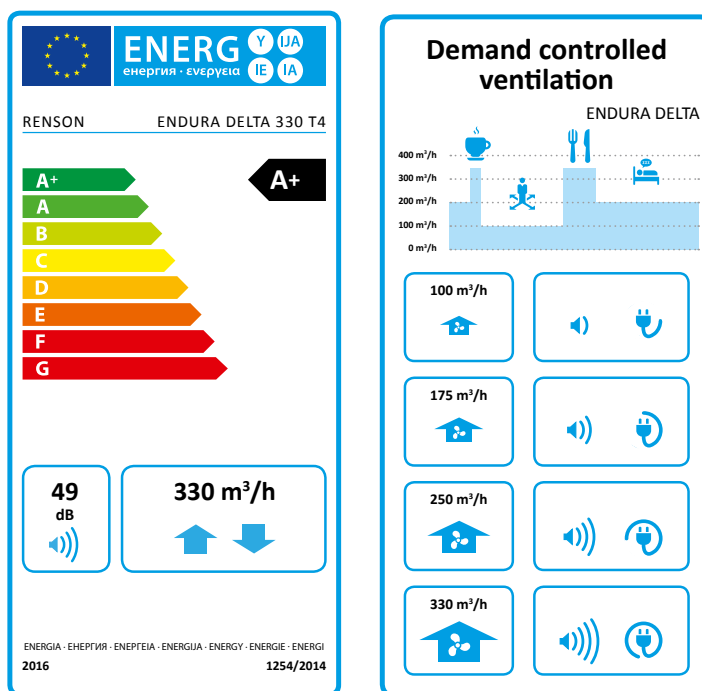 ENERG
енергия · ενεργεια
Y
IJA
IE
IA
RENSON
ENDURA DELTA 330 T4
A+
A+
A
B
C
D
E
F
G
49
dB
330 m³/h
ENERGIA · ЕНЕРГИЯ · ΕΝΕΡΓΕΙΑ · ENERGIJA · ENERGY · ENERGIE · ENERGI
2016
1254/2014
Demand controlled
ventilation
ENDURA DELTA
400 m³/h
300 m³/h
200 m³/h
100 m³/h
0 m³/h
100 m³/h
175 m³/h
250 m³/h
330 m³/h